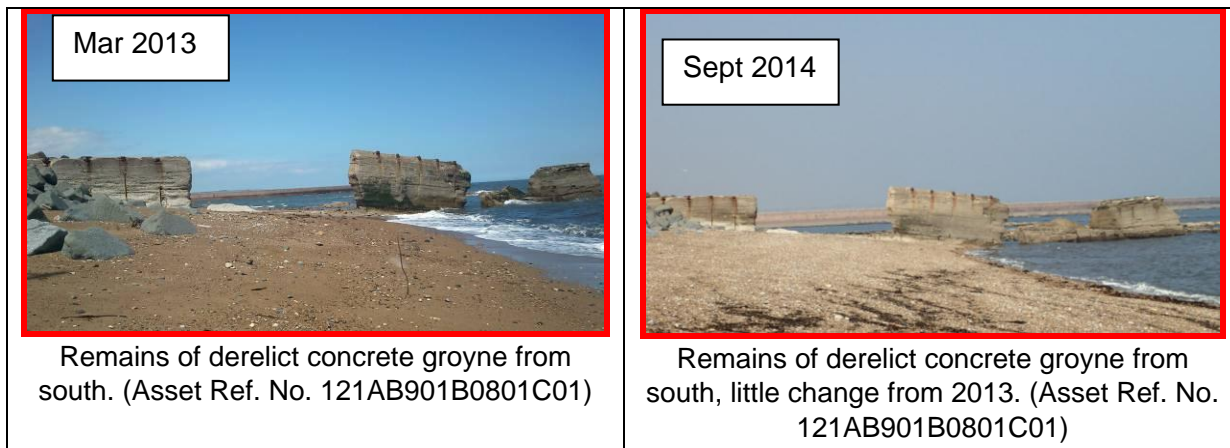 Mar 2013
Remains of derelict concrete groyne from
south. (Asset Ref. No. 121AB901B0801C01)
Sept 2014
Remains of derelict concrete groyne from
south, little change from 2013. (Asset Ref. No.
121AB901B0801C01)